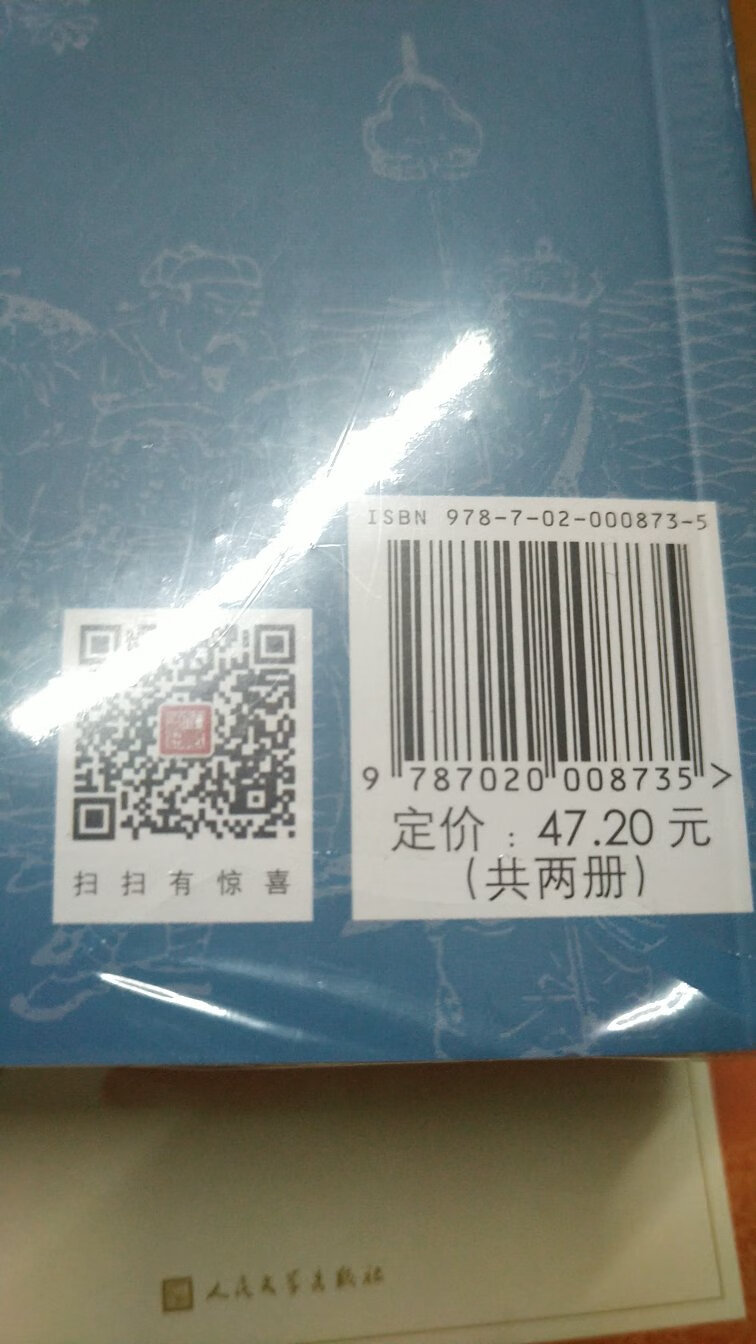 ISBN 978-7-02-000873-5
9 787020 008735 >
定价：47.20 元
（共两册）
扫扫有惊喜
人民文学出版社